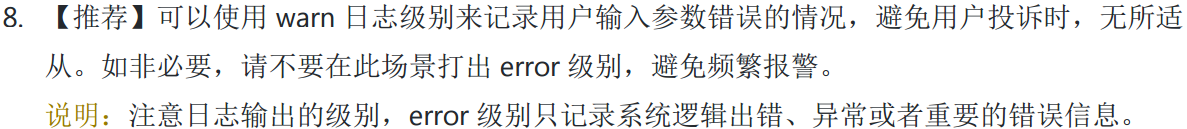 8. 【推荐】可以使用 warn 日志级别来记录用户输入参数错误的情况，避免用户投诉时，无所适
从。如非必要，请不要在此场景打出 error 级别，避免频繁报警。
说明：注意日志输出的级别，error 级别只记录系统逻辑出错、异常或者重要的错误信息。